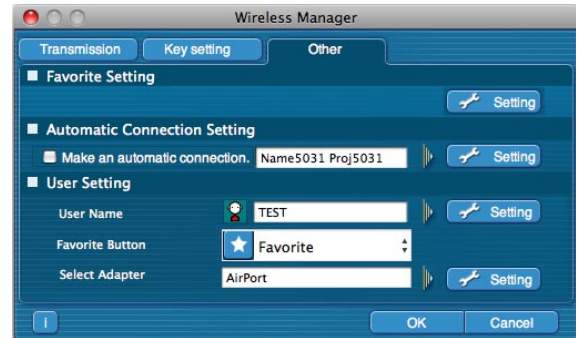 Wireless Manager
Transmission Key setting Other
Favorite Setting
Setting
Automatic Connection Setting
Make an automatic connection. Name5031 Proj5031 Setting
User Setting
User Name TEST Setting
Favorite Button Favorite
Select Adapter AirPort Setting
i OK Cancel